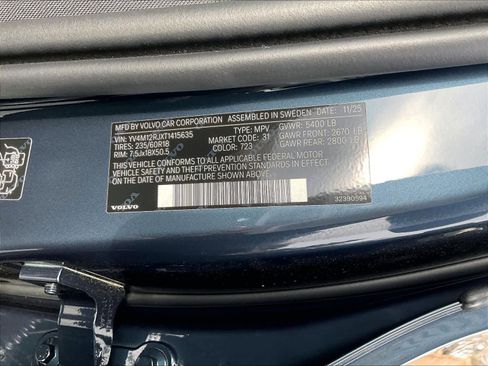 MFD BY VOLVO CAR CORPORATION ASSEMBLED IN SWEDEN DATE: 11/25
VIN: YV4M12RJXT1415635 TYPE: MPV GVWR: 5400 LB
TIRES: 235/60R18 MARKET CODE: 31 GAWR FRONT: 2670 LB
RIM: 7,5Jx18X50.5 COLOR: 723 GAWR REAR: 2800 LB
THIS VEHICLE CONFORMS TO ALL APPLICABLE FEDERAL MOTOR
VEHICLE SAFETY AND THEFT PREVENTION STANDARDS IN EFFECT
ON THE DATE OF MANUFACTURE SHOWN ABOVE.
VOLVO
32390594